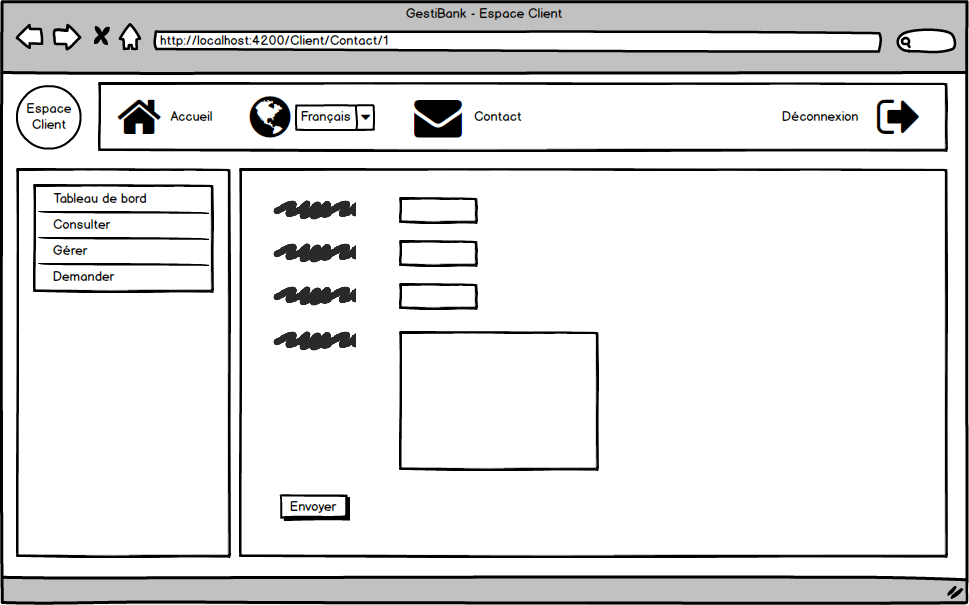 GestiBank - Espace Client
http://localhost:4200/Client/Contact/1
Espace
Client
Accueil
Français
Contact
Déconnexion
Tableau de bord
Consulter
Gérer
Demander
Envoyer